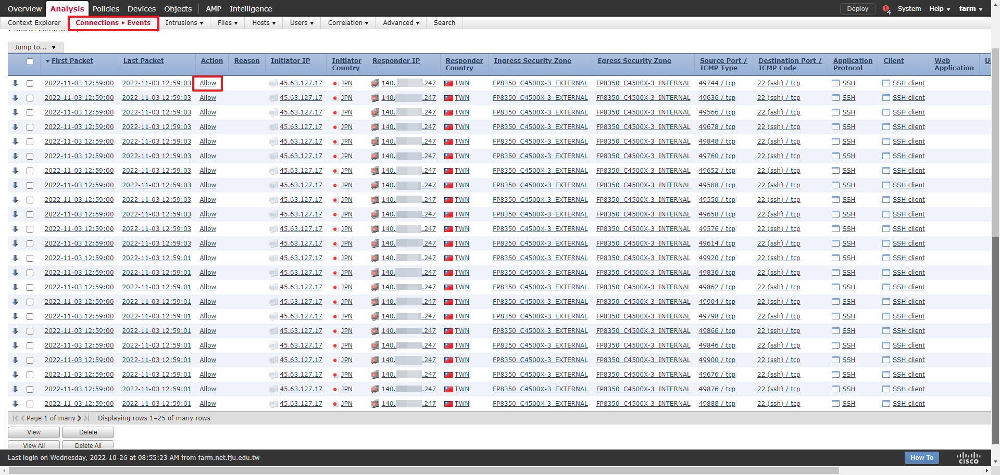 Overview Analysis Policies Devices Objects AMP Intelligence Deploy 4 System Help farm
Context Explorer Connections Events Intrusions Files Hosts Users Correlation Advanced Search
Jump to...
First Packet Last Packet Action Reason Initiator IP Initiator Country Responder IP Responder Country Ingress Security Zone Egress Security Zone Source Port / ICMP Type Destination Port / ICMP Code Application Protocol Client Web Application
2022-11-03 12:59:00 2022-11-03 12:59:03 Allow 45.63.127.17 JPN 140. .247 TWN FP8350_C4500X-3_EXTERNAL FP8350_C4500X-3_INTERNAL 49744 / tcp 22 (ssh) / tcp SSH SSH client
2022-11-03 12:59:00 2022-11-03 12:59:03 Allow 45.63.127.17 JPN 140. .247 TWN FP8350_C4500X-3_EXTERNAL FP8350_C4500X-3_INTERNAL 49636 / tcp 22 (ssh) / tcp SSH SSH client
2022-11-03 12:59:00 2022-11-03 12:59:03 Allow 45.63.127.17 JPN 140. .247 TWN FP8350_C4500X-3_EXTERNAL FP8350_C4500X-3_INTERNAL 49566 / tcp 22 (ssh) / tcp SSH SSH client
2022-11-03 12:59:00 2022-11-03 12:59:03 Allow 45.63.127.17 JPN 140. .247 TWN FP8350_C4500X-3_EXTERNAL FP8350_C4500X-3_INTERNAL 49678 / tcp 22 (ssh) / tcp SSH SSH client
2022-11-03 12:59:00 2022-11-03 12:59:03 Allow 45.63.127.17 JPN 140. .247 TWN FP8350_C4500X-3_EXTERNAL FP8350_C4500X-3_INTERNAL 49848 / tcp 22 (ssh) / tcp SSH SSH client
2022-11-03 12:59:00 2022-11-03 12:59:03 Allow 45.63.127.17 JPN 140. .247 TWN FP8350_C4500X-3_EXTERNAL FP8350_C4500X-3_INTERNAL 49760 / tcp 22 (ssh) / tcp SSH SSH client
2022-11-03 12:59:00 2022-11-03 12:59:03 Allow 45.63.127.17 JPN 140. .247 TWN FP8350_C4500X-3_EXTERNAL FP8350_C4500X-3_INTERNAL 49652 / tcp 22 (ssh) / tcp SSH SSH client
2022-11-03 12:59:00 2022-11-03 12:59:03 Allow 45.63.127.17 JPN 140. .247 TWN FP8350_C4500X-3_EXTERNAL FP8350_C4500X-3_INTERNAL 49588 / tcp 22 (ssh) / tcp SSH SSH client
2022-11-03 12:59:00 2022-11-03 12:59:03 Allow 45.63.127.17 JPN 140. .247 TWN FP8350_C4500X-3_EXTERNAL FP8350_C4500X-3_INTERNAL 49550 / tcp 22 (ssh) / tcp SSH SSH client
2022-11-03 12:59:00 2022-11-03 12:59:03 Allow 45.63.127.17 JPN 140. .247 TWN FP8350_C4500X-3_EXTERNAL FP8350_C4500X-3_INTERNAL 49658 / tcp 22 (ssh) / tcp SSH SSH client
2022-11-03 12:59:00 2022-11-03 12:59:03 Allow 45.63.127.17 JPN 140. .247 TWN FP8350_C4500X-3_EXTERNAL FP8350_C4500X-3_INTERNAL 49576 / tcp 22 (ssh) / tcp SSH SSH client
2022-11-03 12:59:00 2022-11-03 12:59:03 Allow 45.63.127.17 JPN 140. .247 TWN FP8350_C4500X-3_EXTERNAL FP8350_C4500X-3_INTERNAL 49614 / tcp 22 (ssh) / tcp SSH SSH client
2022-11-03 12:59:00 2022-11-03 12:59:01 Allow 45.63.127.17 JPN 140. .247 TWN FP8350_C4500X-3_EXTERNAL FP8350_C4500X-3_INTERNAL 49920 / tcp 22 (ssh) / tcp SSH SSH client
2022-11-03 12:59:00 2022-11-03 12:59:01 Allow 45.63.127.17 JPN 140. .247 TWN FP8350_C4500X-3_EXTERNAL FP8350_C4500X-3_INTERNAL 49836 / tcp 22 (ssh) / tcp SSH SSH client
2022-11-03 12:59:00 2022-11-03 12:59:01 Allow 45.63.127.17 JPN 140. .247 TWN FP8350_C4500X-3_EXTERNAL FP8350_C4500X-3_INTERNAL 49862 / tcp 22 (ssh) / tcp SSH SSH client
2022-11-03 12:59:00 2022-11-03 12:59:01 Allow 45.63.127.17 JPN 140. .247 TWN FP8350_C4500X-3_EXTERNAL FP8350_C4500X-3_INTERNAL 49904 / tcp 22 (ssh) / tcp SSH SSH client
2022-11-03 12:59:00 2022-11-03 12:59:01 Allow 45.63.127.17 JPN 140. .247 TWN FP8350_C4500X-3_EXTERNAL FP8350_C4500X-3_INTERNAL 49798 / tcp 22 (ssh) / tcp SSH SSH client
2022-11-03 12:59:00 2022-11-03 12:59:01 Allow 45.63.127.17 JPN 140. .247 TWN FP8350_C4500X-3_EXTERNAL FP8350_C4500X-3_INTERNAL 49866 / tcp 22 (ssh) / tcp SSH SSH client
2022-11-03 12:59:00 2022-11-03 12:59:01 Allow 45.63.127.17 JPN 140. .247 TWN FP8350_C4500X-3_EXTERNAL FP8350_C4500X-3_INTERNAL 49846 / tcp 22 (ssh) / tcp SSH SSH client
2022-11-03 12:59:00 2022-11-03 12:59:01 Allow 45.63.127.17 JPN 140. .247 TWN FP8350_C4500X-3_EXTERNAL FP8350_C4500X-3_INTERNAL 49900 / tcp 22 (ssh) / tcp SSH SSH client
2022-11-03 12:59:00 2022-11-03 12:59:01 Allow 45.63.127.17 JPN 140. .247 TWN FP8350_C4500X-3_EXTERNAL FP8350_C4500X-3_INTERNAL 49676 / tcp 22 (ssh) / tcp SSH SSH client
2022-11-03 12:59:00 2022-11-03 12:59:01 Allow 45.63.127.17 JPN 140. .247 TWN FP8350_C4500X-3_EXTERNAL FP8350_C4500X-3_INTERNAL 49876 / tcp 22 (ssh) / tcp SSH SSH client
2022-11-03 12:59:00 2022-11-03 12:59:01 Allow 45.63.127.17 JPN 140. .247 TWN FP8350_C4500X-3_EXTERNAL FP8350_C4500X-3_INTERNAL 49888 / tcp 22 (ssh) / tcp SSH SSH client
Page 1 of many Displaying rows 1–25 of many rows
View Delete
View All Delete All
Last login on Wednesday, 2022-10-26 at 08:55:23 AM from farm.net.fju.edu.tw How To CISCO